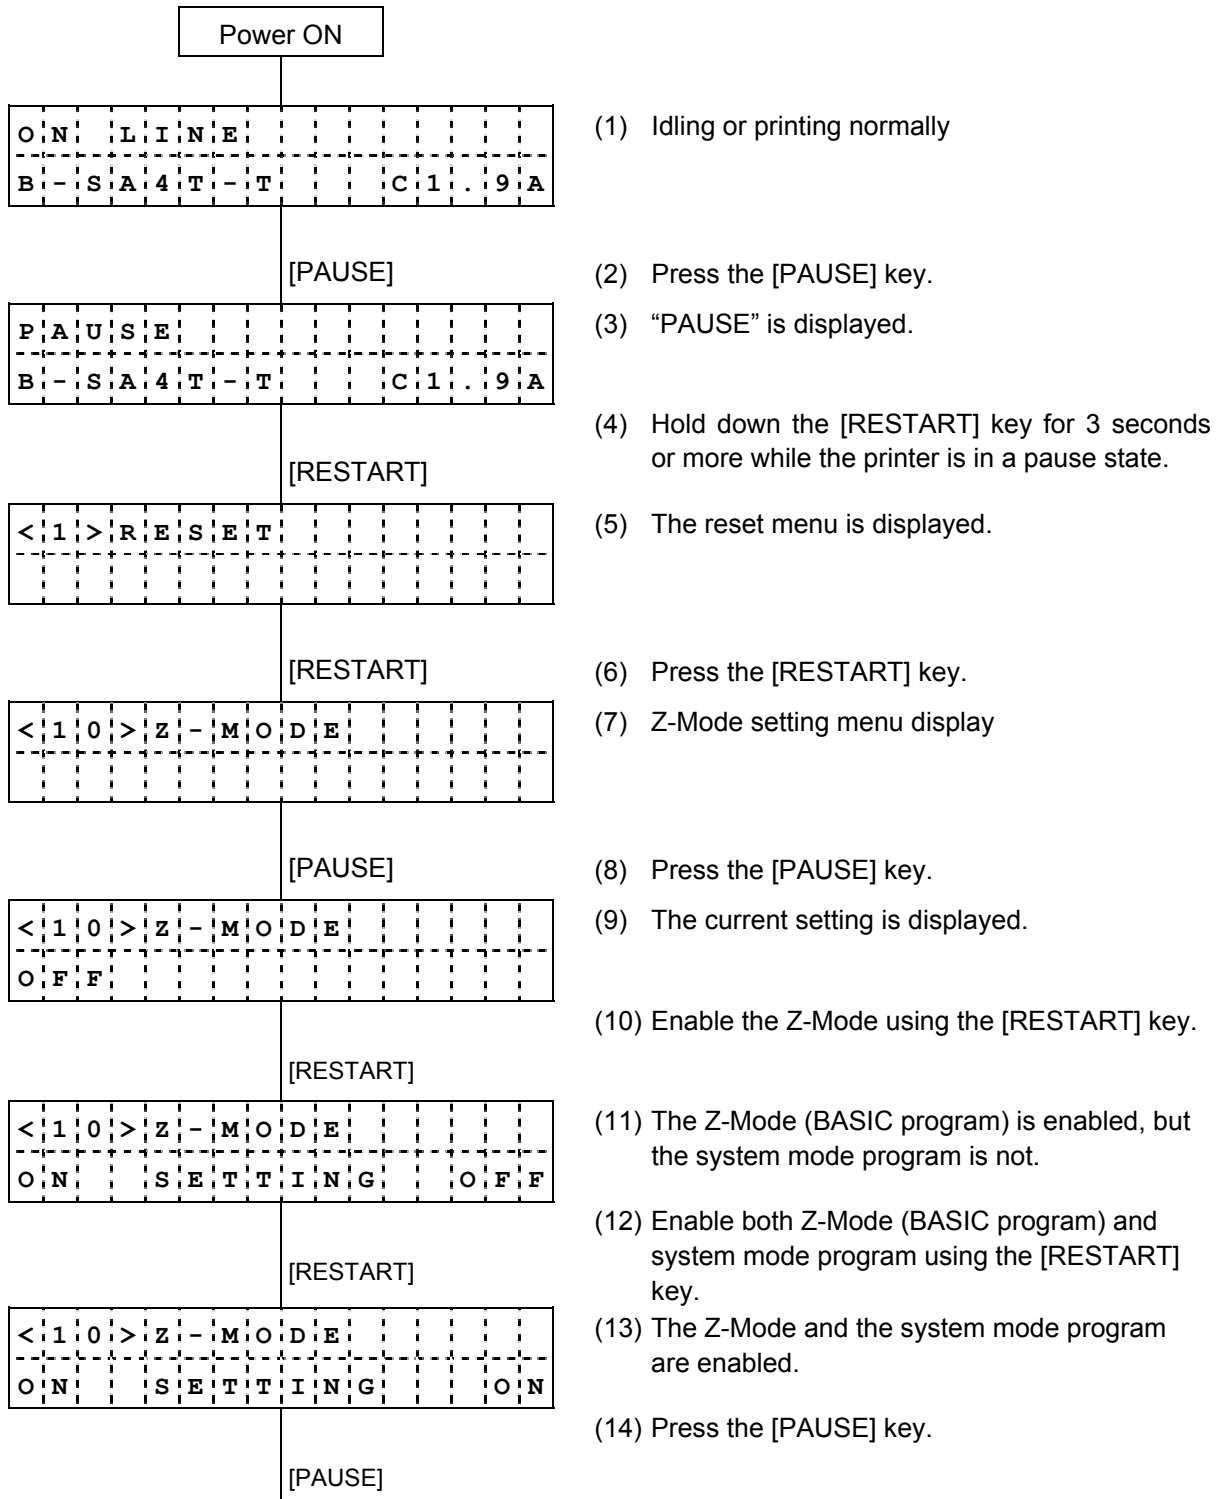 Power ON
ON LINE
B-SA4T-T   C1.9A
(1) Idling or printing normally
[PAUSE]
(2) Press the [PAUSE] key.
PAUSE
B-SA4T-T   C1.9A
(3) “PAUSE” is displayed.
(4) Hold down the [RESTART] key for 3 seconds
or more while the printer is in a pause state.
[RESTART]
<1>RESET
(5) The reset menu is displayed.
[RESTART]
(6) Press the [RESTART] key.
<10>Z-MODE
(7) Z-Mode setting menu display
[PAUSE]
(8) Press the [PAUSE] key.
<10>Z-MODE
OFF
(9) The current setting is displayed.
(10) Enable the Z-Mode using the [RESTART] key.
[RESTART]
<10>Z-MODE
ON  SETTING  OFF
(11) The Z-Mode (BASIC program) is enabled, but
the system mode program is not.
(12) Enable both Z-Mode (BASIC program) and
system mode program using the [RESTART]
key.
[RESTART]
<10>Z-MODE
ON  SETTING   ON
(13) The Z-Mode and the system mode program
are enabled.
(14) Press the [PAUSE] key.
[PAUSE]